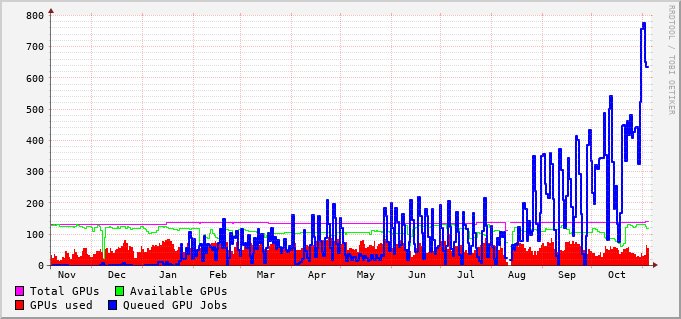 800
700
600
500
400
300
200
100
0
Nov Dec Jan Feb Mar Apr May Jun Jul Aug Sep Oct
Total GPUs Available GPUs
GPUs used Queued GPU Jobs
RRDTOOL / TOBI OETIKER